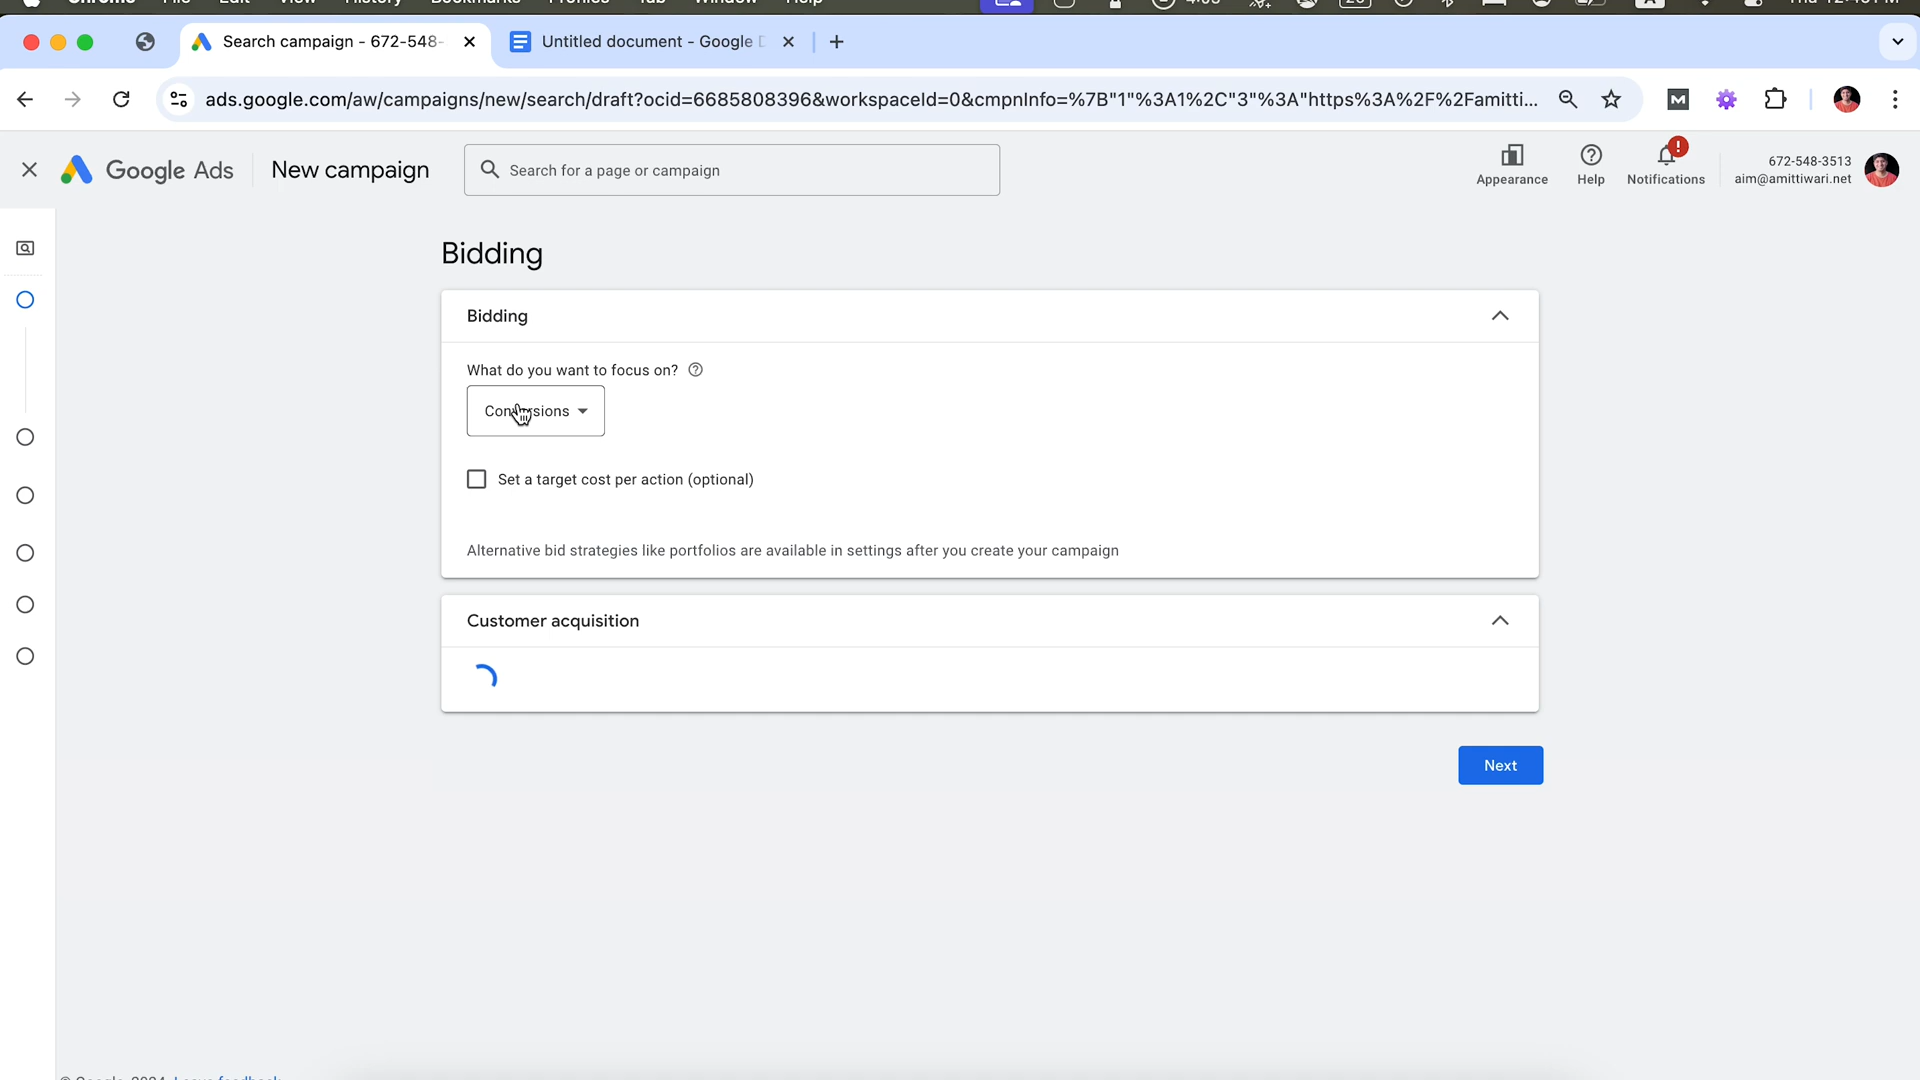 Search campaign - 672-548-
Untitled document - Google D
ads.google.com/aw/campaigns/new/search/draft?ocid=6685808396&workspaceId=0&cmpnInfo=%7B"1"%3A1%2C"3"%3A"https%3A%2F%2Famitti...
Google Ads
New campaign
Search for a page or campaign
Appearance
Help
Notifications
672-548-3513
aim@amittiwari.net
Bidding
Bidding
What do you want to focus on?
Conversions
Set a target cost per action (optional)
Alternative bid strategies like portfolios are available in settings after you create your campaign
Customer acquisition
Next